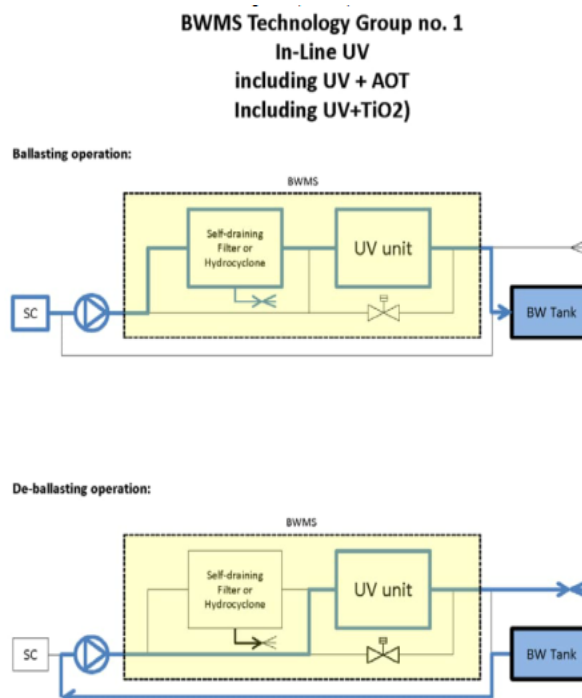 BWMS Technology Group no. 1
In-Line UV
including UV + AOT
Including UV+TiO2)
Ballasting operation:
BWMS
Self-draining
Filter or
Hydrocyclone
UV unit
SC
BW Tank
De-ballasting operation:
BWMS
Self-draining
Filter or
Hydrocyclone
UV unit
SC
BW Tank